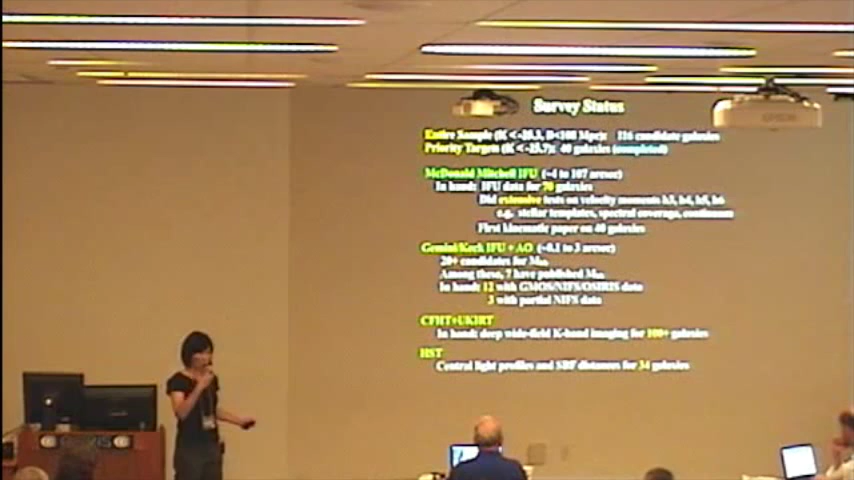 Survey Status
Entire Sample (K < -25.3, D<108 Mpc): 116 candidate galaxies
Priority Targets (K < -25.7): 40 galaxies (completed)
McDonald Mitchell IFU (~4 to 107 arcsec)
In hand: IFU data for 70 galaxies
Did extensive tests on velocity moments h3, h4, h5, h6
e.g. stellar templates, spectral coverage, continuum
First kinematic paper on 40 galaxies
Gemini/Keck IFU + AO (~0.1 to 3 arcsec)
20+ candidates for M
Among these, 7 have published M
In hand: 12 with GMOS/NIFS/OSIRIS data
3 with partial NIFS data
CFHT+UKIRT
In hand: deep wide-field K-band imaging for 100+ galaxies
HST
Central light profiles and SBF distances for 34 galaxies
EPSON